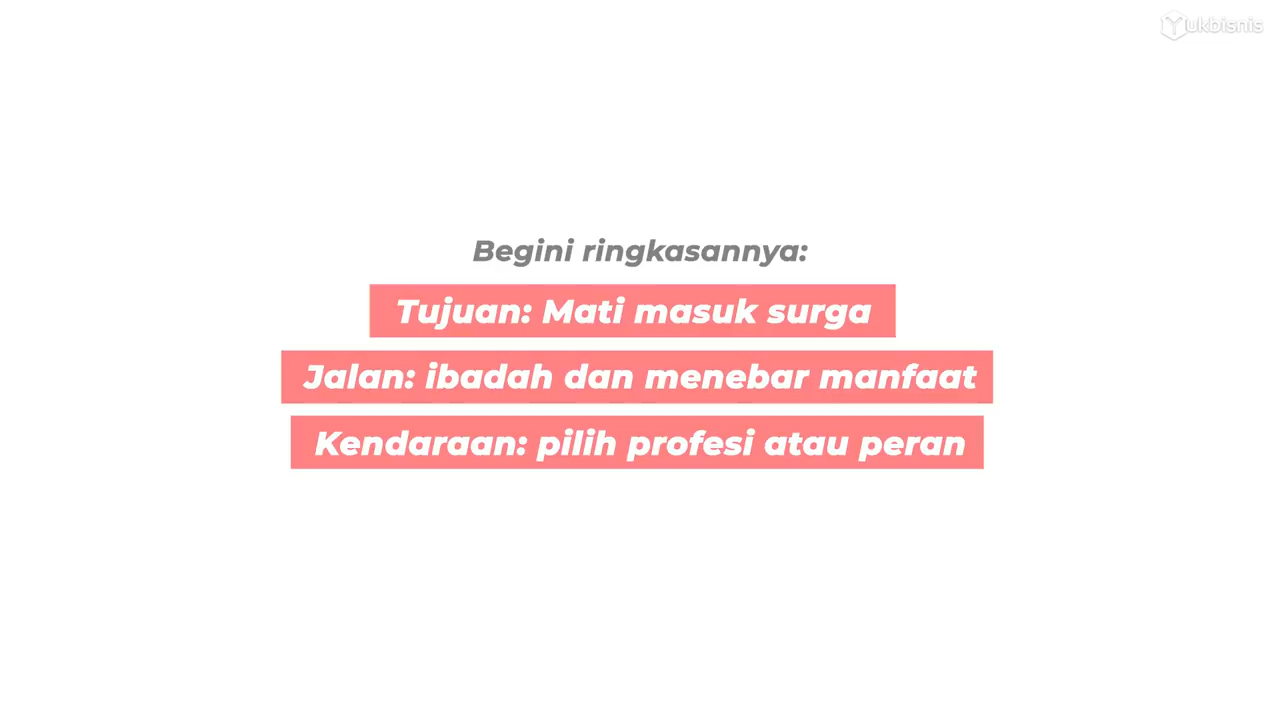 Yukbisnis
Begini ringkasannya:
Tujuan: Mati masuk surga
Jalan: ibadah dan menebar manfaat
Kendaraan: pilih profesi atau peran